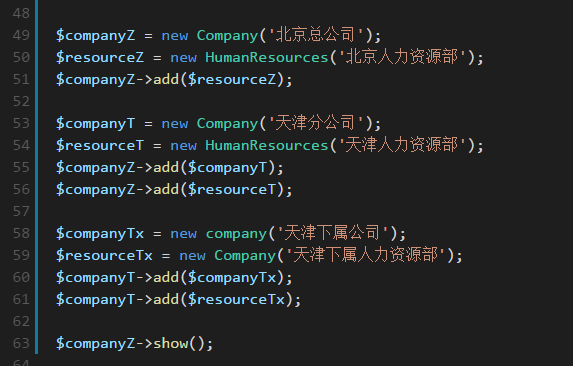 48
49 $companyZ = new Company('北京总公司');
50 $resourceZ = new HumanResources('北京人力资源部');
51 $companyZ->add($resourceZ);
52
53 $companyT = new Company('天津分公司');
54 $resourceT = new HumanResources('天津人力资源部');
55 $companyZ->add($companyT);
56 $companyZ->add($resourceT);
57
58 $companyTx = new company('天津下属公司');
59 $resourceTx = new Company('天津下属人力资源部');
60 $companyT->add($companyTx);
61 $companyT->add($resourceTx);
62
63 $companyZ->show();
64